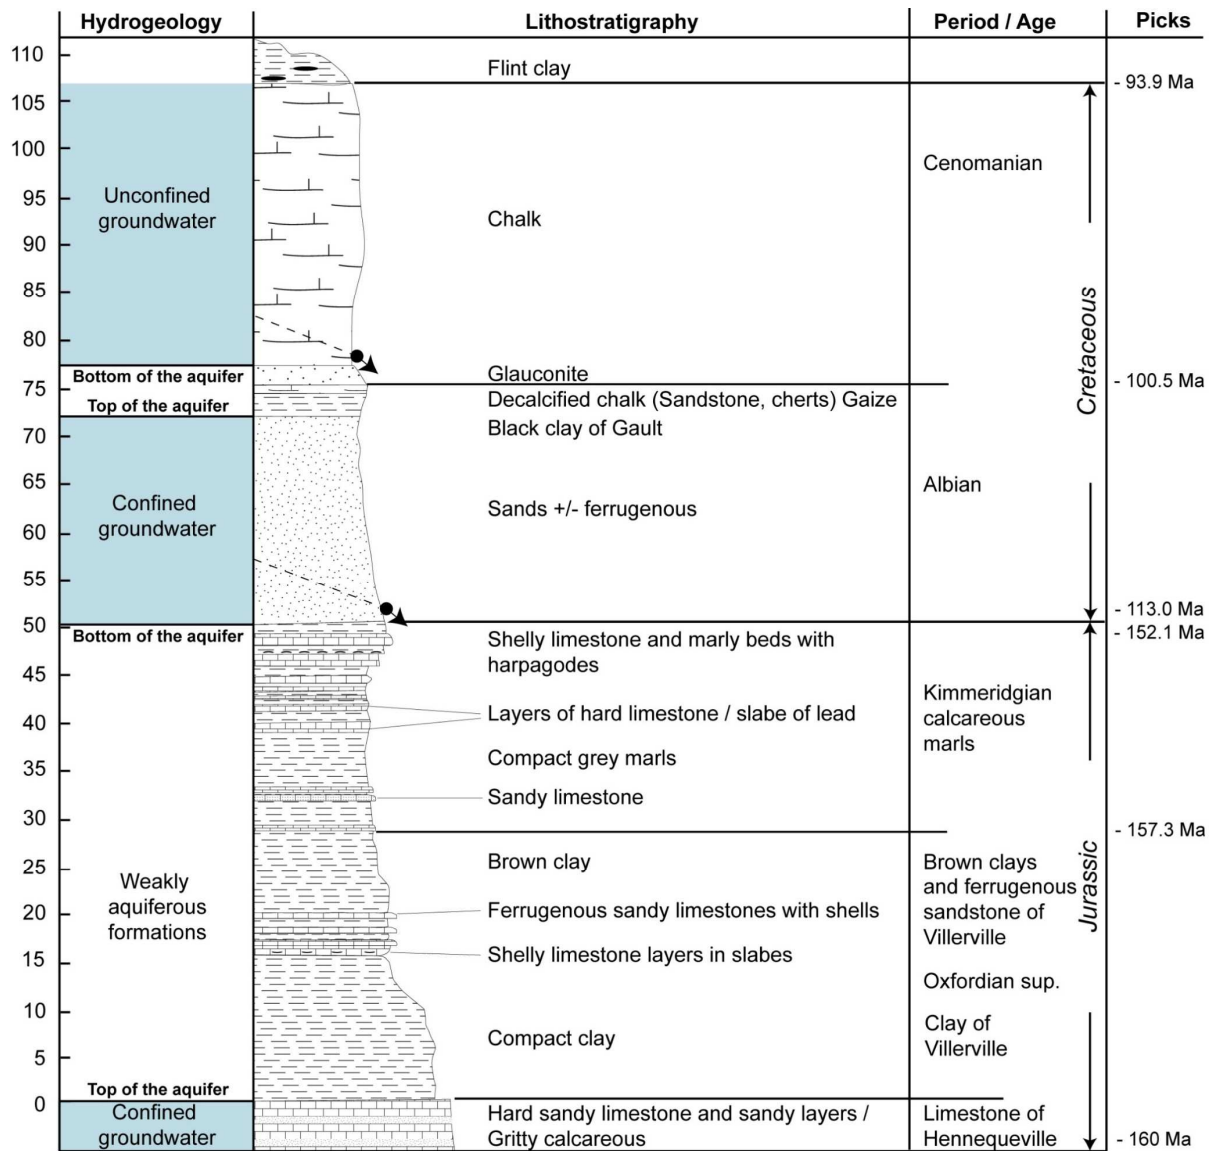 Hydrogeology
Lithostratigraphy
Period / Age
Picks
110
105
100
95
90
85
80
75
70
65
60
55
50
45
40
35
30
25
20
15
10
5
0
Unconfined
groundwater
Bottom of the aquifer
Top of the aquifer
Confined
groundwater
Bottom of the aquifer
Weakly
aquiferous
formations
Top of the aquifer
Confined
groundwater
Flint clay
Chalk
Glauconite
Decalcified chalk (Sandstone, cherts) Gaize
Black clay of Gault
Sands +/- ferrugenous
Shelly limestone and marly beds with
harpagodes
Layers of hard limestone / slabe of lead
Compact grey marls
Sandy limestone
Brown clay
Ferrugenous sandy limestones with shells
Shelly limestone layers in slabes
Compact clay
Hard sandy limestone and sandy layers /
Gritty calcareous
Cenomanian
Albian
Kimmeridgian
calcareous
marls
Brown clays
and ferrugenous
sandstone of
Villerville
Oxfordian sup.
Clay of
Villerville
Limestone of
Hennequeville
Cretaceous
Jurassic
- 93.9 Ma
- 100.5 Ma
- 113.0 Ma
- 152.1 Ma
- 157.3 Ma
- 160 Ma